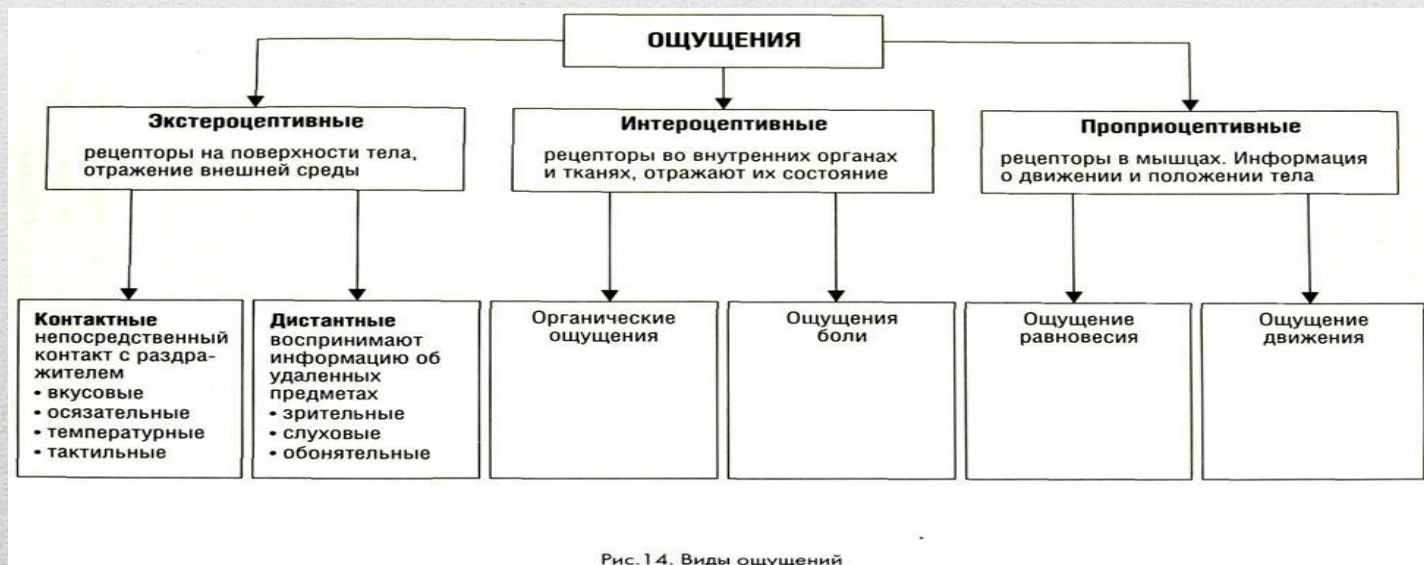 ОЩУЩЕНИЯ
Экстероцептивные
рецепторы на поверхности тела,
отражение внешней среды
Интероцептивные
рецепторы во внутренних органах
и тканях, отражают их состояние
Проприоцептивные
рецепторы в мышцах. Информация
о движении и положении тела
Контактные
непосредственный
контакт с раздра-
жителем
• вкусовые
• осязательные
• температурные
• тактильные
Дистантные
воспринимают
информацию об
удаленных
предметах
• зрительные
• слуховые
• обонятельные
Органические
ощущения
Ощущения
боли
Ощущение
равновесия
Ощущение
движения
Рис.14. Виды ощущений